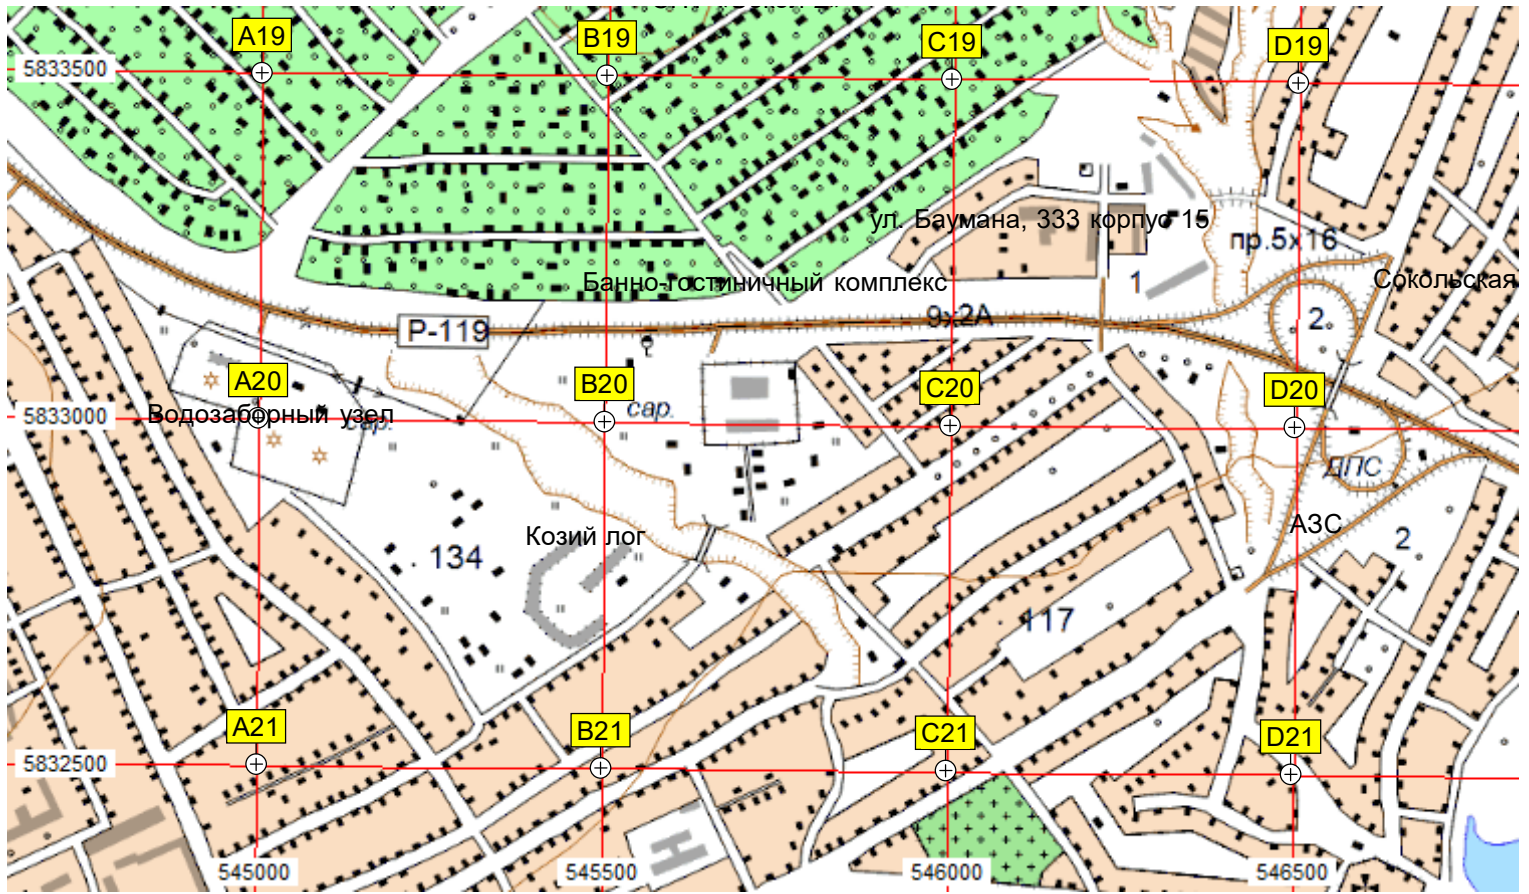 A19
B19
C19
D19
5833500
ул. Баумана, 333 корпус 15
пр.5х16
Банно-гостиничный комплекс
1
Сокольская
Р-119
9х2А
2
A20
B20
C20
D20
5833000
Водозаборный узел
сар.
сар.
ДПС
АЗС
Козий лог
134
2
117
A21
B21
C21
D21
5832500
545000
545500
546000
546500